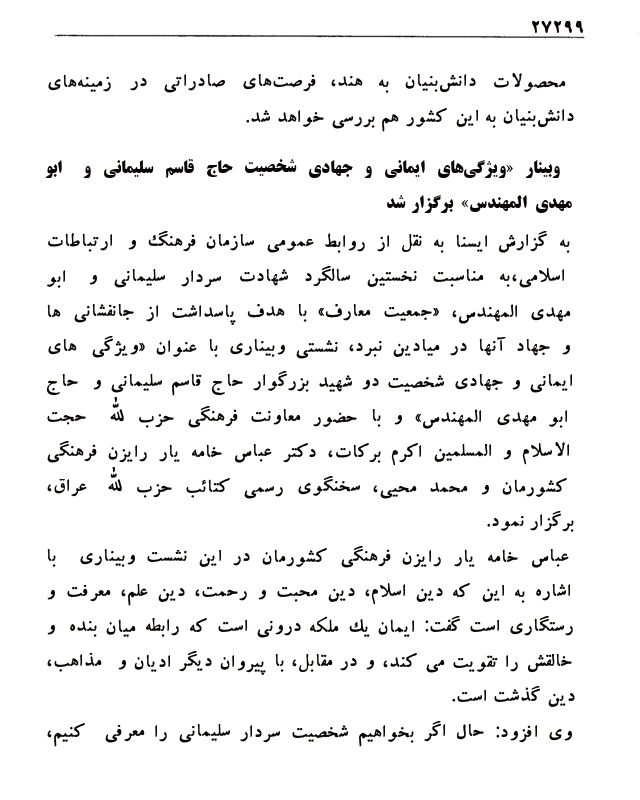 ۲۷۲۹۹
محصولات دانش‌بنیان به هند، فرصت‌های صادراتی در زمینه‌های
دانش‌بنیان به این کشور هم بررسی خواهد شد.
وبینار «ویژگی‌های ایمانی و جهادی شخصیت حاج قاسم سلیمانی و ابو
مهدی المهندس» برگزار شد
به گزارش ایسنا به نقل از روابط عمومی سازمان فرهنگ و ارتباطات
اسلامی،به مناسبت نخستین سالگرد شهادت سردار سلیمانی و ابو
مهدی المهندس، «جمعیت معارف» با هدف پاسداشت از جانفشانی ها
و جهاد آنها در میادین نبرد، نشستی وبیناری با عنوان «ویژگی های
ایمانی و جهادی شخصیت دو شهید بزرگوار حاج قاسم سلیمانی و حاج
ابو مهدی المهندس» و با حضور معاونت فرهنگی حزب الله حجت
الاسلام و المسلمین اکرم برکات، دکتر عباس خامه یار رایزن فرهنگی
کشورمان و محمد محیی، سخنگوی رسمی کتائب حزب الله عراق،
برگزار نمود.
عباس خامه یار رایزن فرهنگی کشورمان در این نشست وبیناری با
اشاره به این که دین اسلام، دین محبت و رحمت، دین علم، معرفت و
رستگاری است گفت: ایمان یك ملکه درونی است که رابطه میان بنده و
خالقش را تقویت می کند، و در مقابل، با پیروان دیگر ادیان و مذاهب،
دین گذشت است.
وی افزود: حال اگر بخواهیم شخصیت سردار سلیمانی را معرفی کنیم،